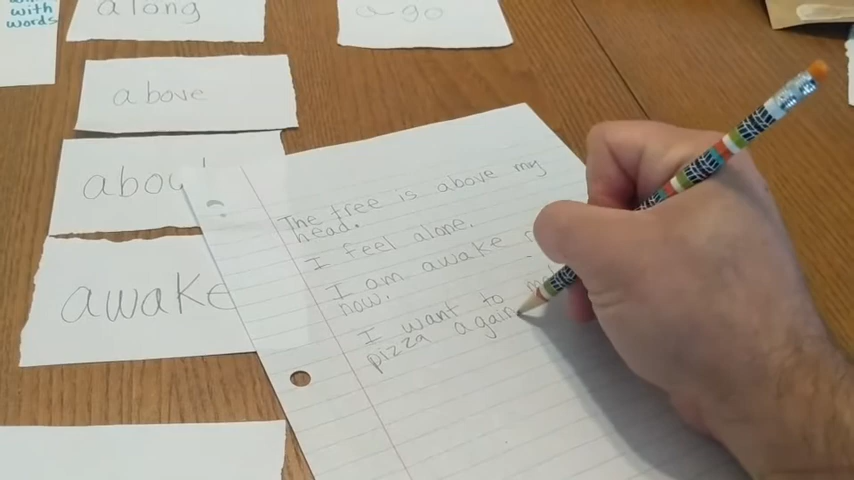 with
words
along
ago
above
awake
The tree is above my
head.
I feel alone.
I am awake
now.
I want to
pizza again